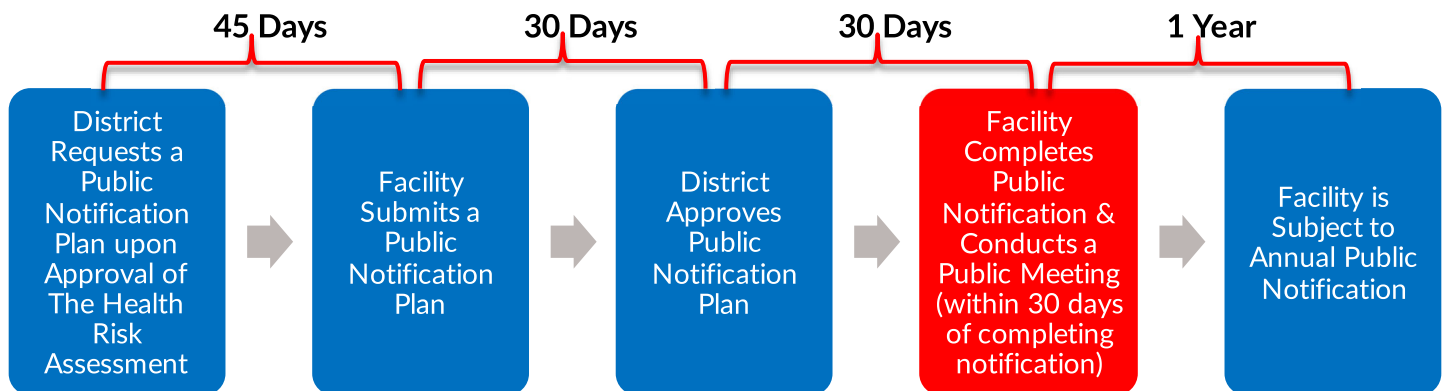 45 Days
30 Days
30 Days
1 Year
District
Requests a
Public
Notification
Plan upon
Approval of
The Health
Risk
Assessment
Facility
Submits a
Public
Notification
Plan
District
Approves
Public
Notification
Plan
Facility
Completes
Public
Notification &
Conducts a
Public Meeting
(within 30 days
of completing
notification)
Facility is
Subject to
Annual Public
Notification